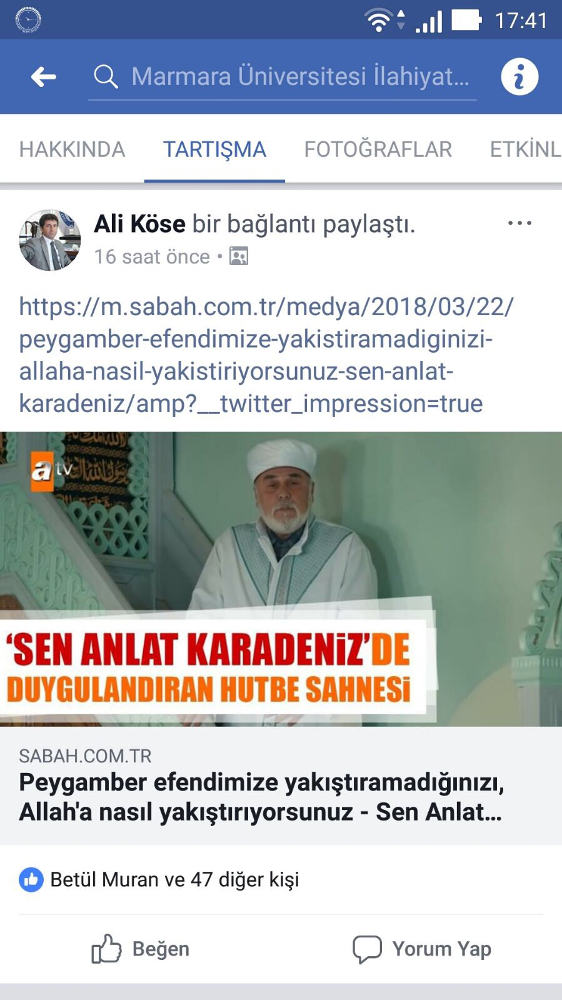 17:41
Marmara Üniversitesi İlahiyat...
HAKKINDA TARTIŞMA FOTOĞRAFLAR ETKİNL
Ali Köse bir bağlantı paylaştı.
16 saat önce •
https://m.sabah.com.tr/medya/2018/03/22/
peygamber-efendimize-yakistiramadiginizi-
allaha-nasil-yakistiriyorsunuz-sen-anlat-
karadeniz/amp?__twitter_impression=true
atv
'SEN ANLAT KARADENİZ'DE
DUYGULANDIRAN HUTBE SAHNESİ
SABAH.COM.TR
Peygamber efendimize yakıştıramadığınızı,
Allah'a nasıl yakıştırıyorsunuz - Sen Anlat...
Betül Muran ve 47 diğer kişi
Beğen Yorum Yap